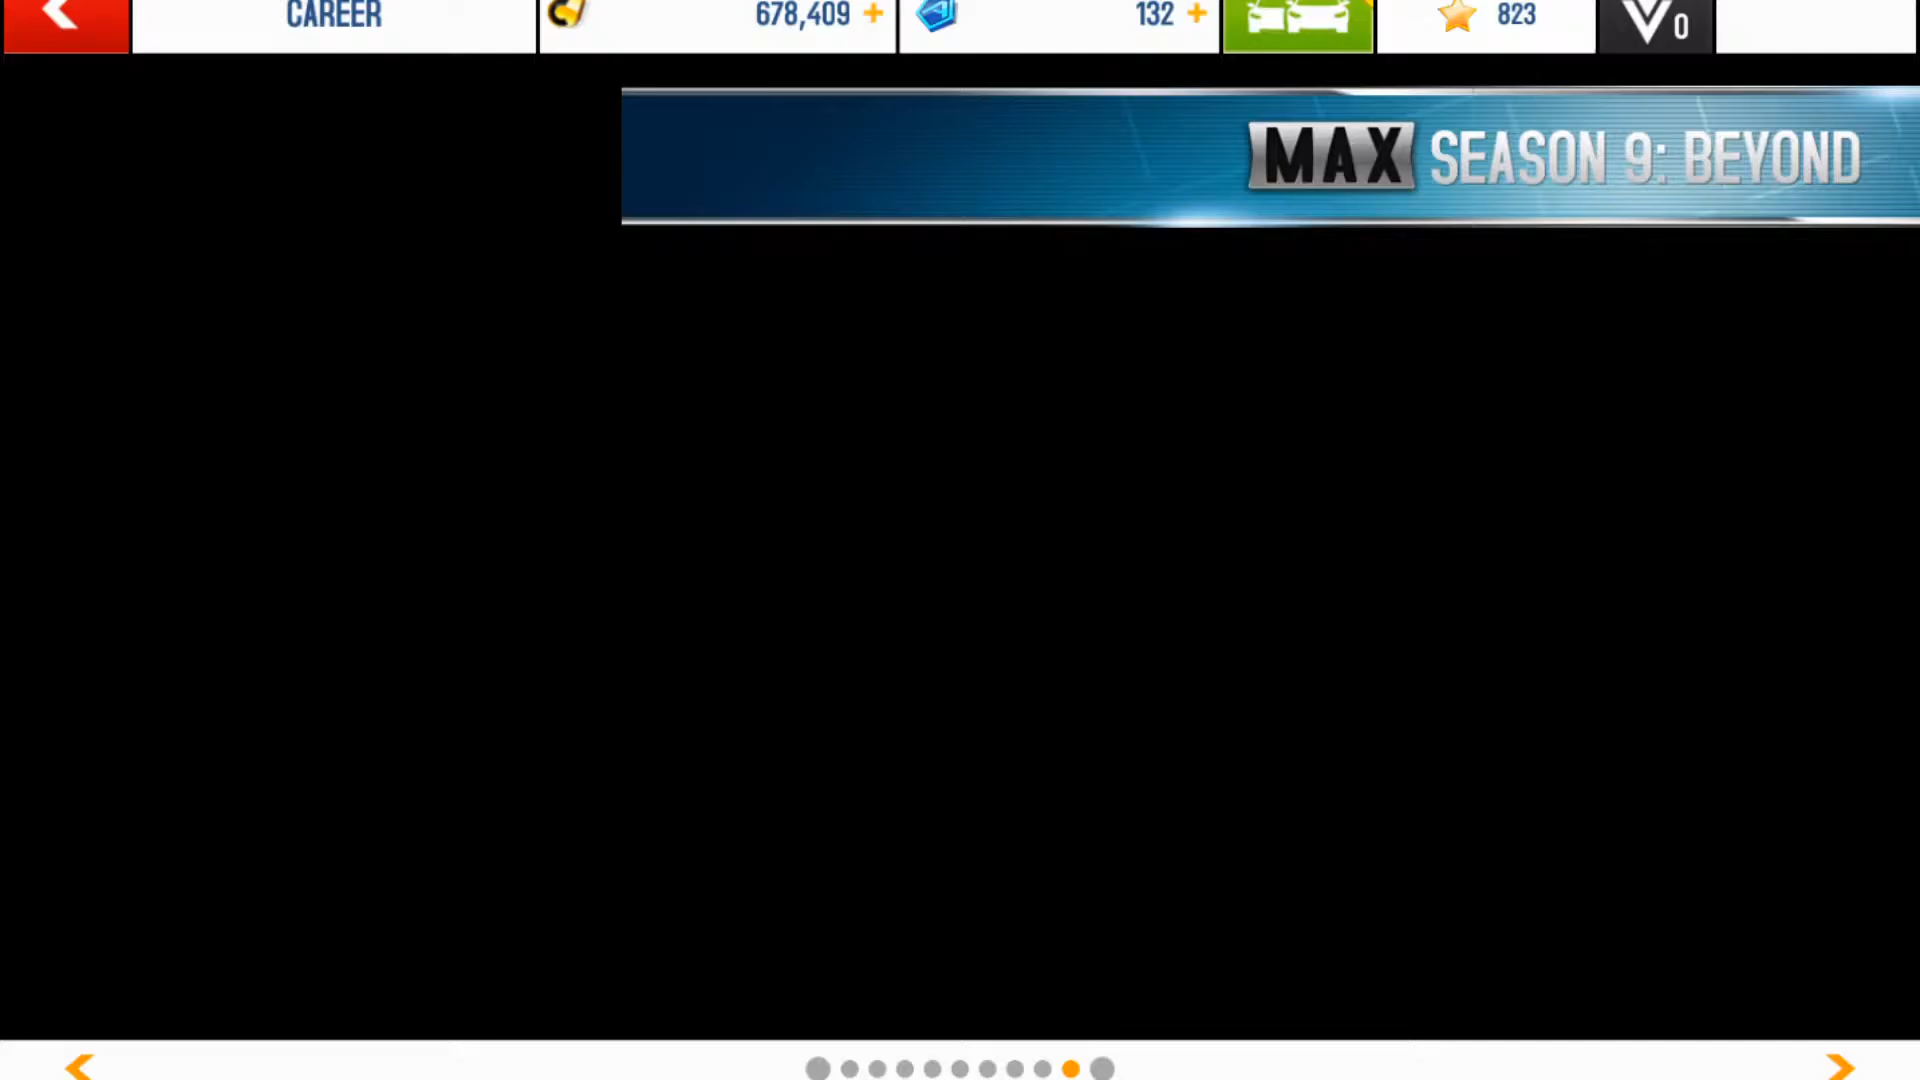 CAREER
678,409 +
132 +
823
0
MAX SEASON 9: BEYOND